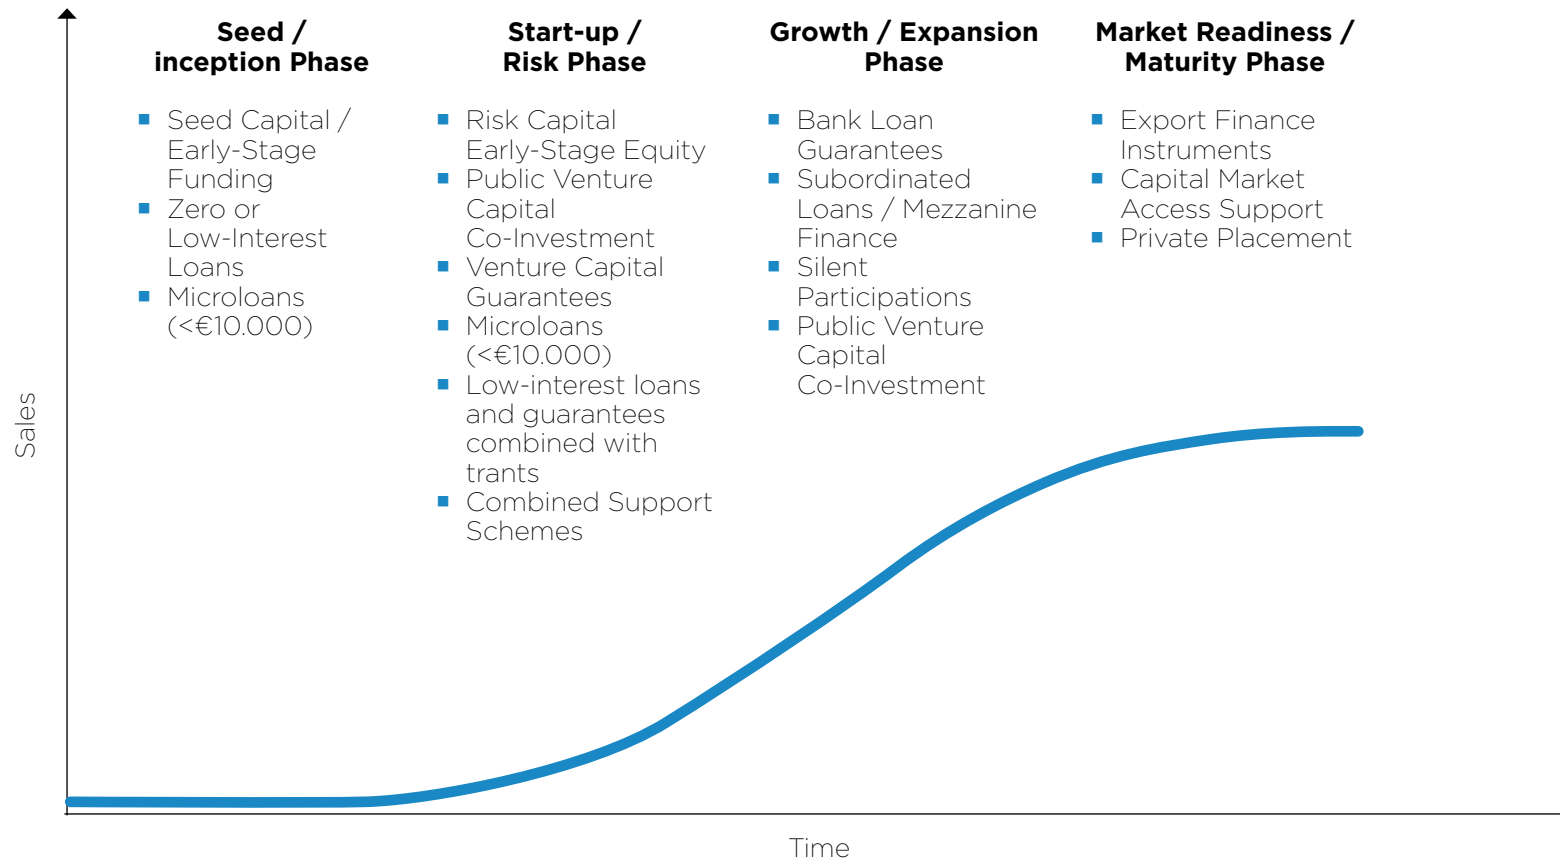 Seed /
inception Phase
Seed Capital /
Early-Stage
Funding
Zero or
Low-Interest
Loans
Microloans
(<€10.000)
Start-up /
Risk Phase
Risk Capital
Early-Stage Equity
Public Venture
Capital
Co-Investment
Venture Capital
Guarantees
Microloans
(<€10.000)
Low-interest loans
and guarantees
combined with
trants
Combined Support
Schemes
Growth / Expansion
Phase
Bank Loan
Guarantees
Subordinated
Loans / Mezzanine
Finance
Silent
Participations
Public Venture
Capital
Co-Investment
Market Readiness /
Maturity Phase
Export Finance
Instruments
Capital Market
Access Support
Private Placement
Sales
Time